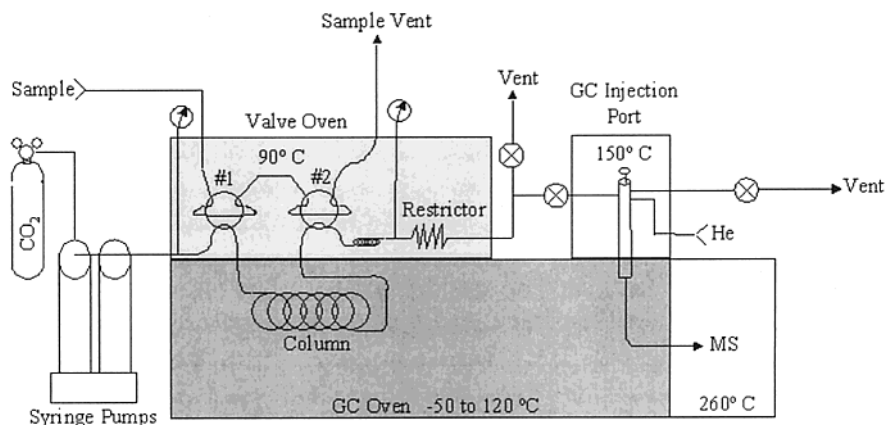 Sample Vent
Sample
Vent
GC Injection
Port
Valve Oven
90° C
150° C
#1
#2
CO2
Restrictor
Vent
He
Column
MS
Syringe Pumps
GC Oven -50 to 120 °C
260° C